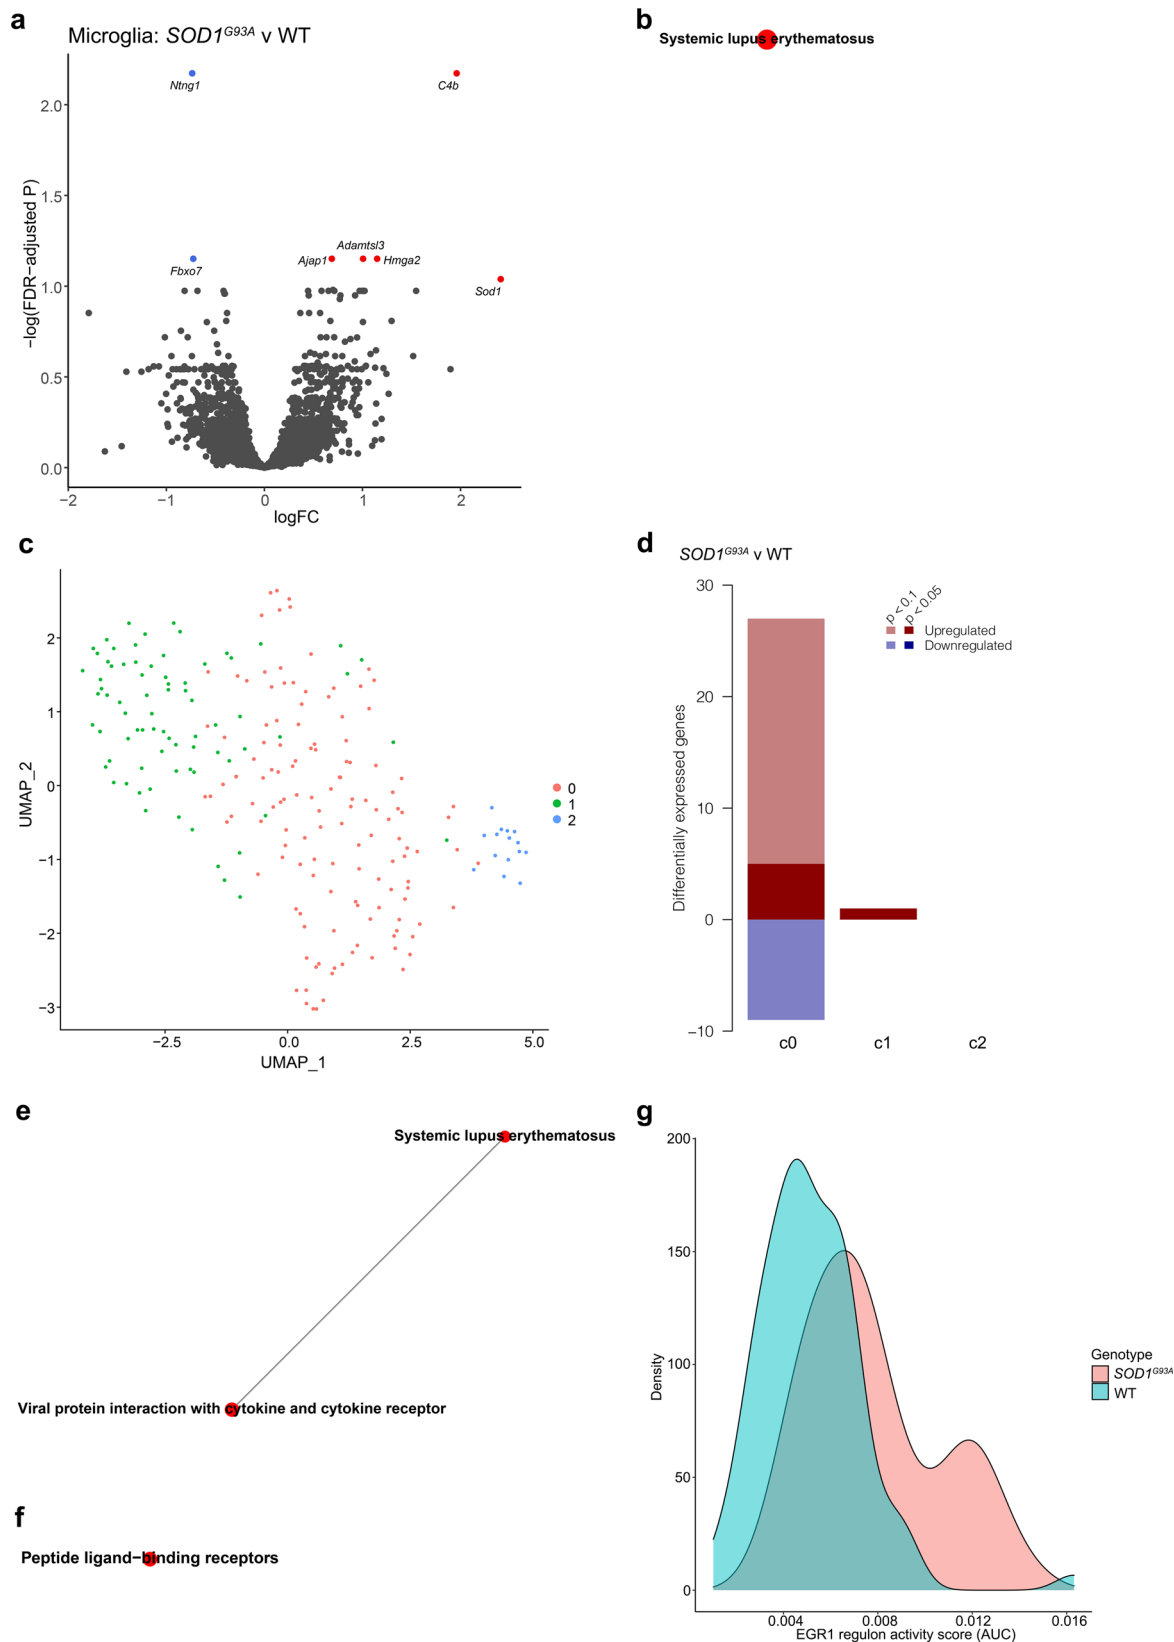 a
Microglia: SOD1G93A v WT
Ntng1
C4b
Adamtsl3
Ajap1
Hmga2
Fbxo7
Sod1
2.0
1.5
1.0
0.5
0.0
−log(FDR−adjusted P)
−2
−1
0
1
2
logFC
b
Systemic lupus erythematosus
c
2
1
0
−1
−2
−3
UMAP_2
−2.5
0.0
2.5
5.0
UMAP_1
0
1
2
d
SOD1G93A v WT
30
20
10
0
−10
Differentially expressed genes
p < 0.1
p < 0.05
Upregulated
Downregulated
c0
c1
c2
e
Systemic lupus erythematosus
Viral protein interaction with cytokine and cytokine receptor
f
Peptide ligand−binding receptors
g
200
150
100
50
0
Density
0.004
0.008
0.012
0.016
EGR1 regulon activity score (AUC)
Genotype
SOD1G93A
WT